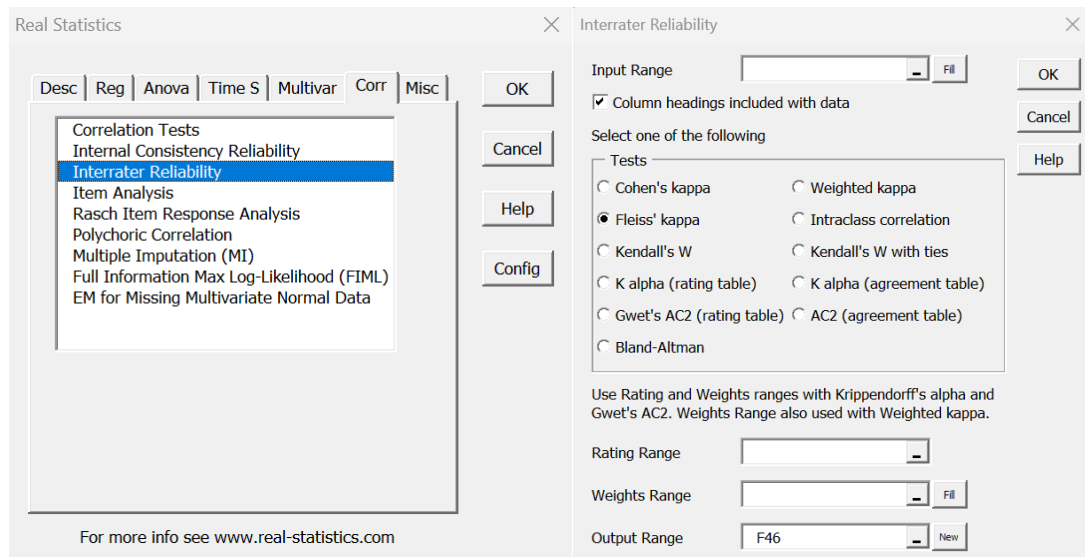 Real Statistics
Desc Reg Anova Time S Multivar Corr Misc
Correlation Tests
Internal Consistency Reliability
Interrater Reliability
Item Analysis
Rasch Item Response Analysis
Polychoric Correlation
Multiple Imputation (MI)
Full Information Max Log-Likelihood (FIML)
EM for Missing Multivariate Normal Data
OK
Cancel
Help
Config
For more info see www.real-statistics.com
Interrater Reliability
Input Range Fill
Column headings included with data
Select one of the following
Tests
Cohen's kappa Weighted kappa
Fleiss' kappa Intraclass correlation
Kendall's W Kendall's W with ties
K alpha (rating table) K alpha (agreement table)
Gwet's AC2 (rating table) AC2 (agreement table)
Bland-Altman
OK
Cancel
Help
Use Rating and Weights ranges with Krippendorff's alpha and
Gwet's AC2. Weights Range also used with Weighted kappa.
Rating Range
Weights Range Fill
Output Range F46 New